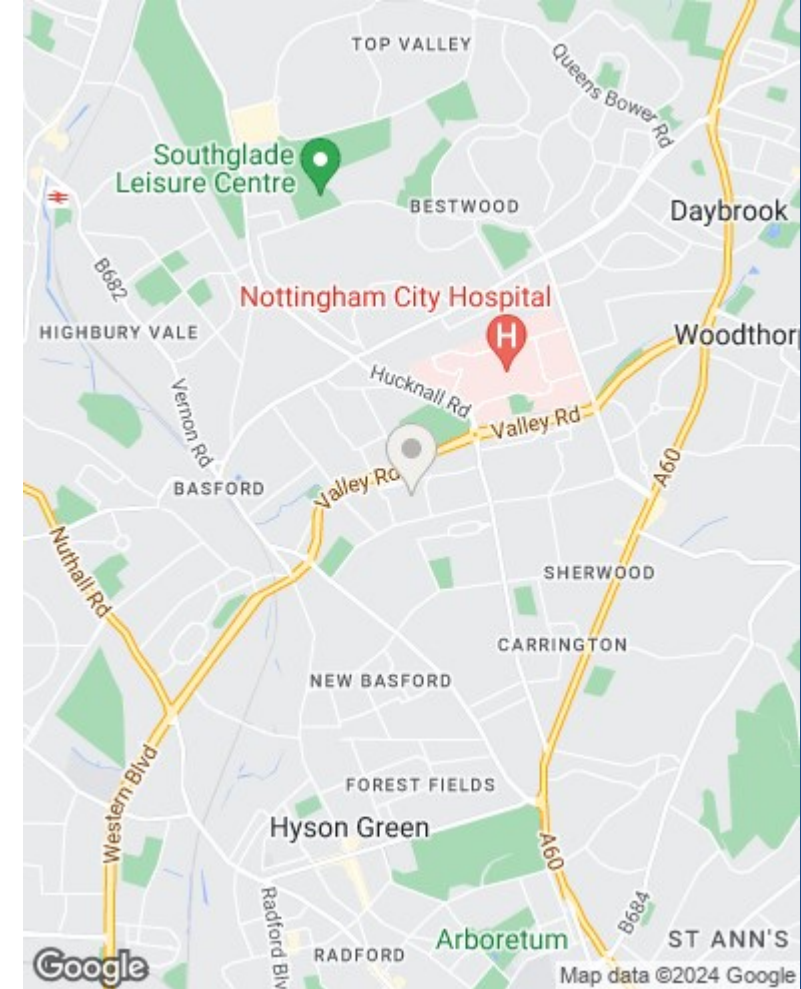 TOP VALLEY
Queens Bower Rd
Southglade
Leisure Centre
BESTWOOD
Daybrook
B682
Nottingham City Hospital
H
HIGHBURY VALE
Woodthorp
Hucknall Rd
Vernon Rd
Valley Rd
Valley Rd
A60
BASFORD
Nuthall Rd
SHERWOOD
CARRINGTON
NEW BASFORD
Western Blvd
FOREST FIELDS
Hyson Green
A60
Radford Blv
B684
Arboretum
ST ANN'S
RADFORD
Google
Map data ©2024 Google